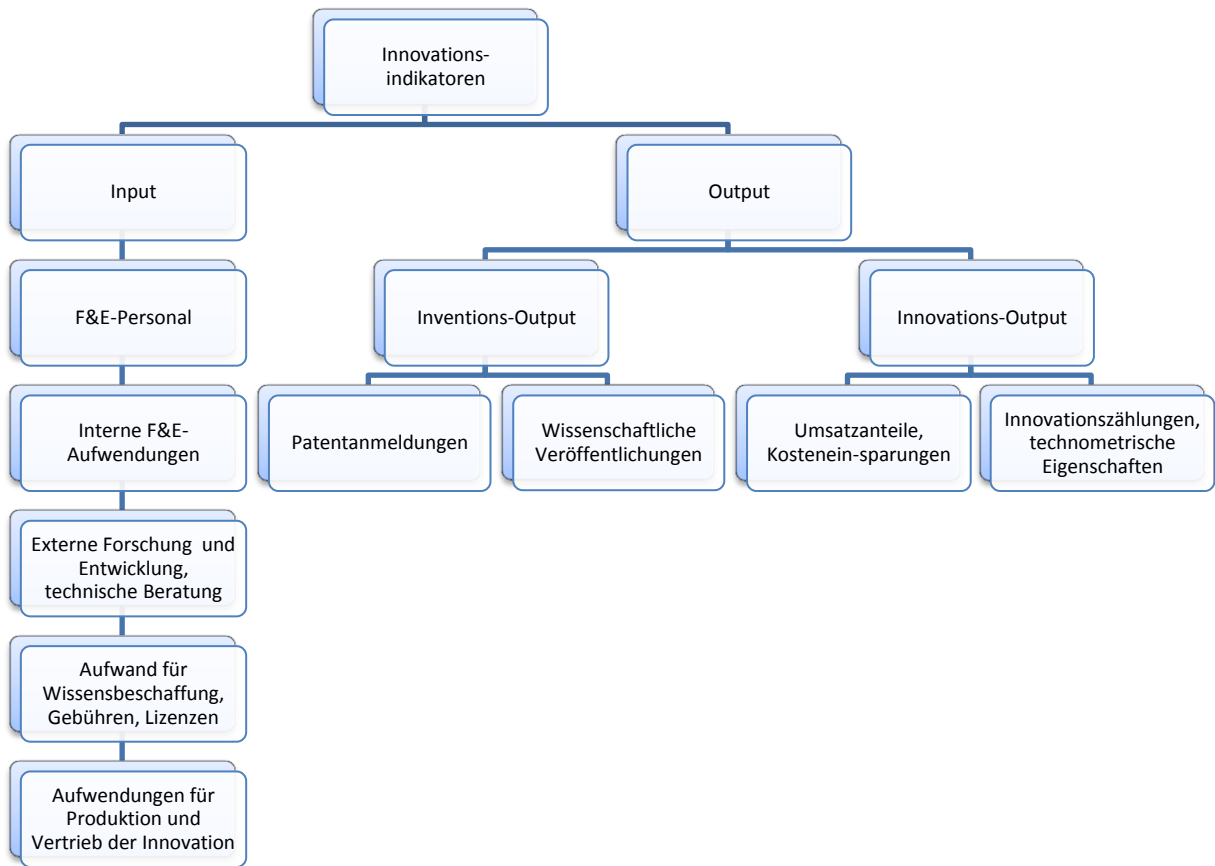 Innovations-
indikatoren
Input
Output
F&E-Personal
Inventions-Output
Innovations-Output
Interne F&E-
Aufwendungen
Patentanmeldungen
Wissenschaftliche
Veröffentlichungen
Umsatzanteile,
Kostenein-sparungen
Innovationszählungen,
technometrische
Eigenschaften
Externe Forschung und
Entwicklung,
technische Beratung
Aufwand für
Wissensbeschaffung,
Gebühren, Lizenzen
Aufwendungen für
Produktion und
Vertrieb der Innovation